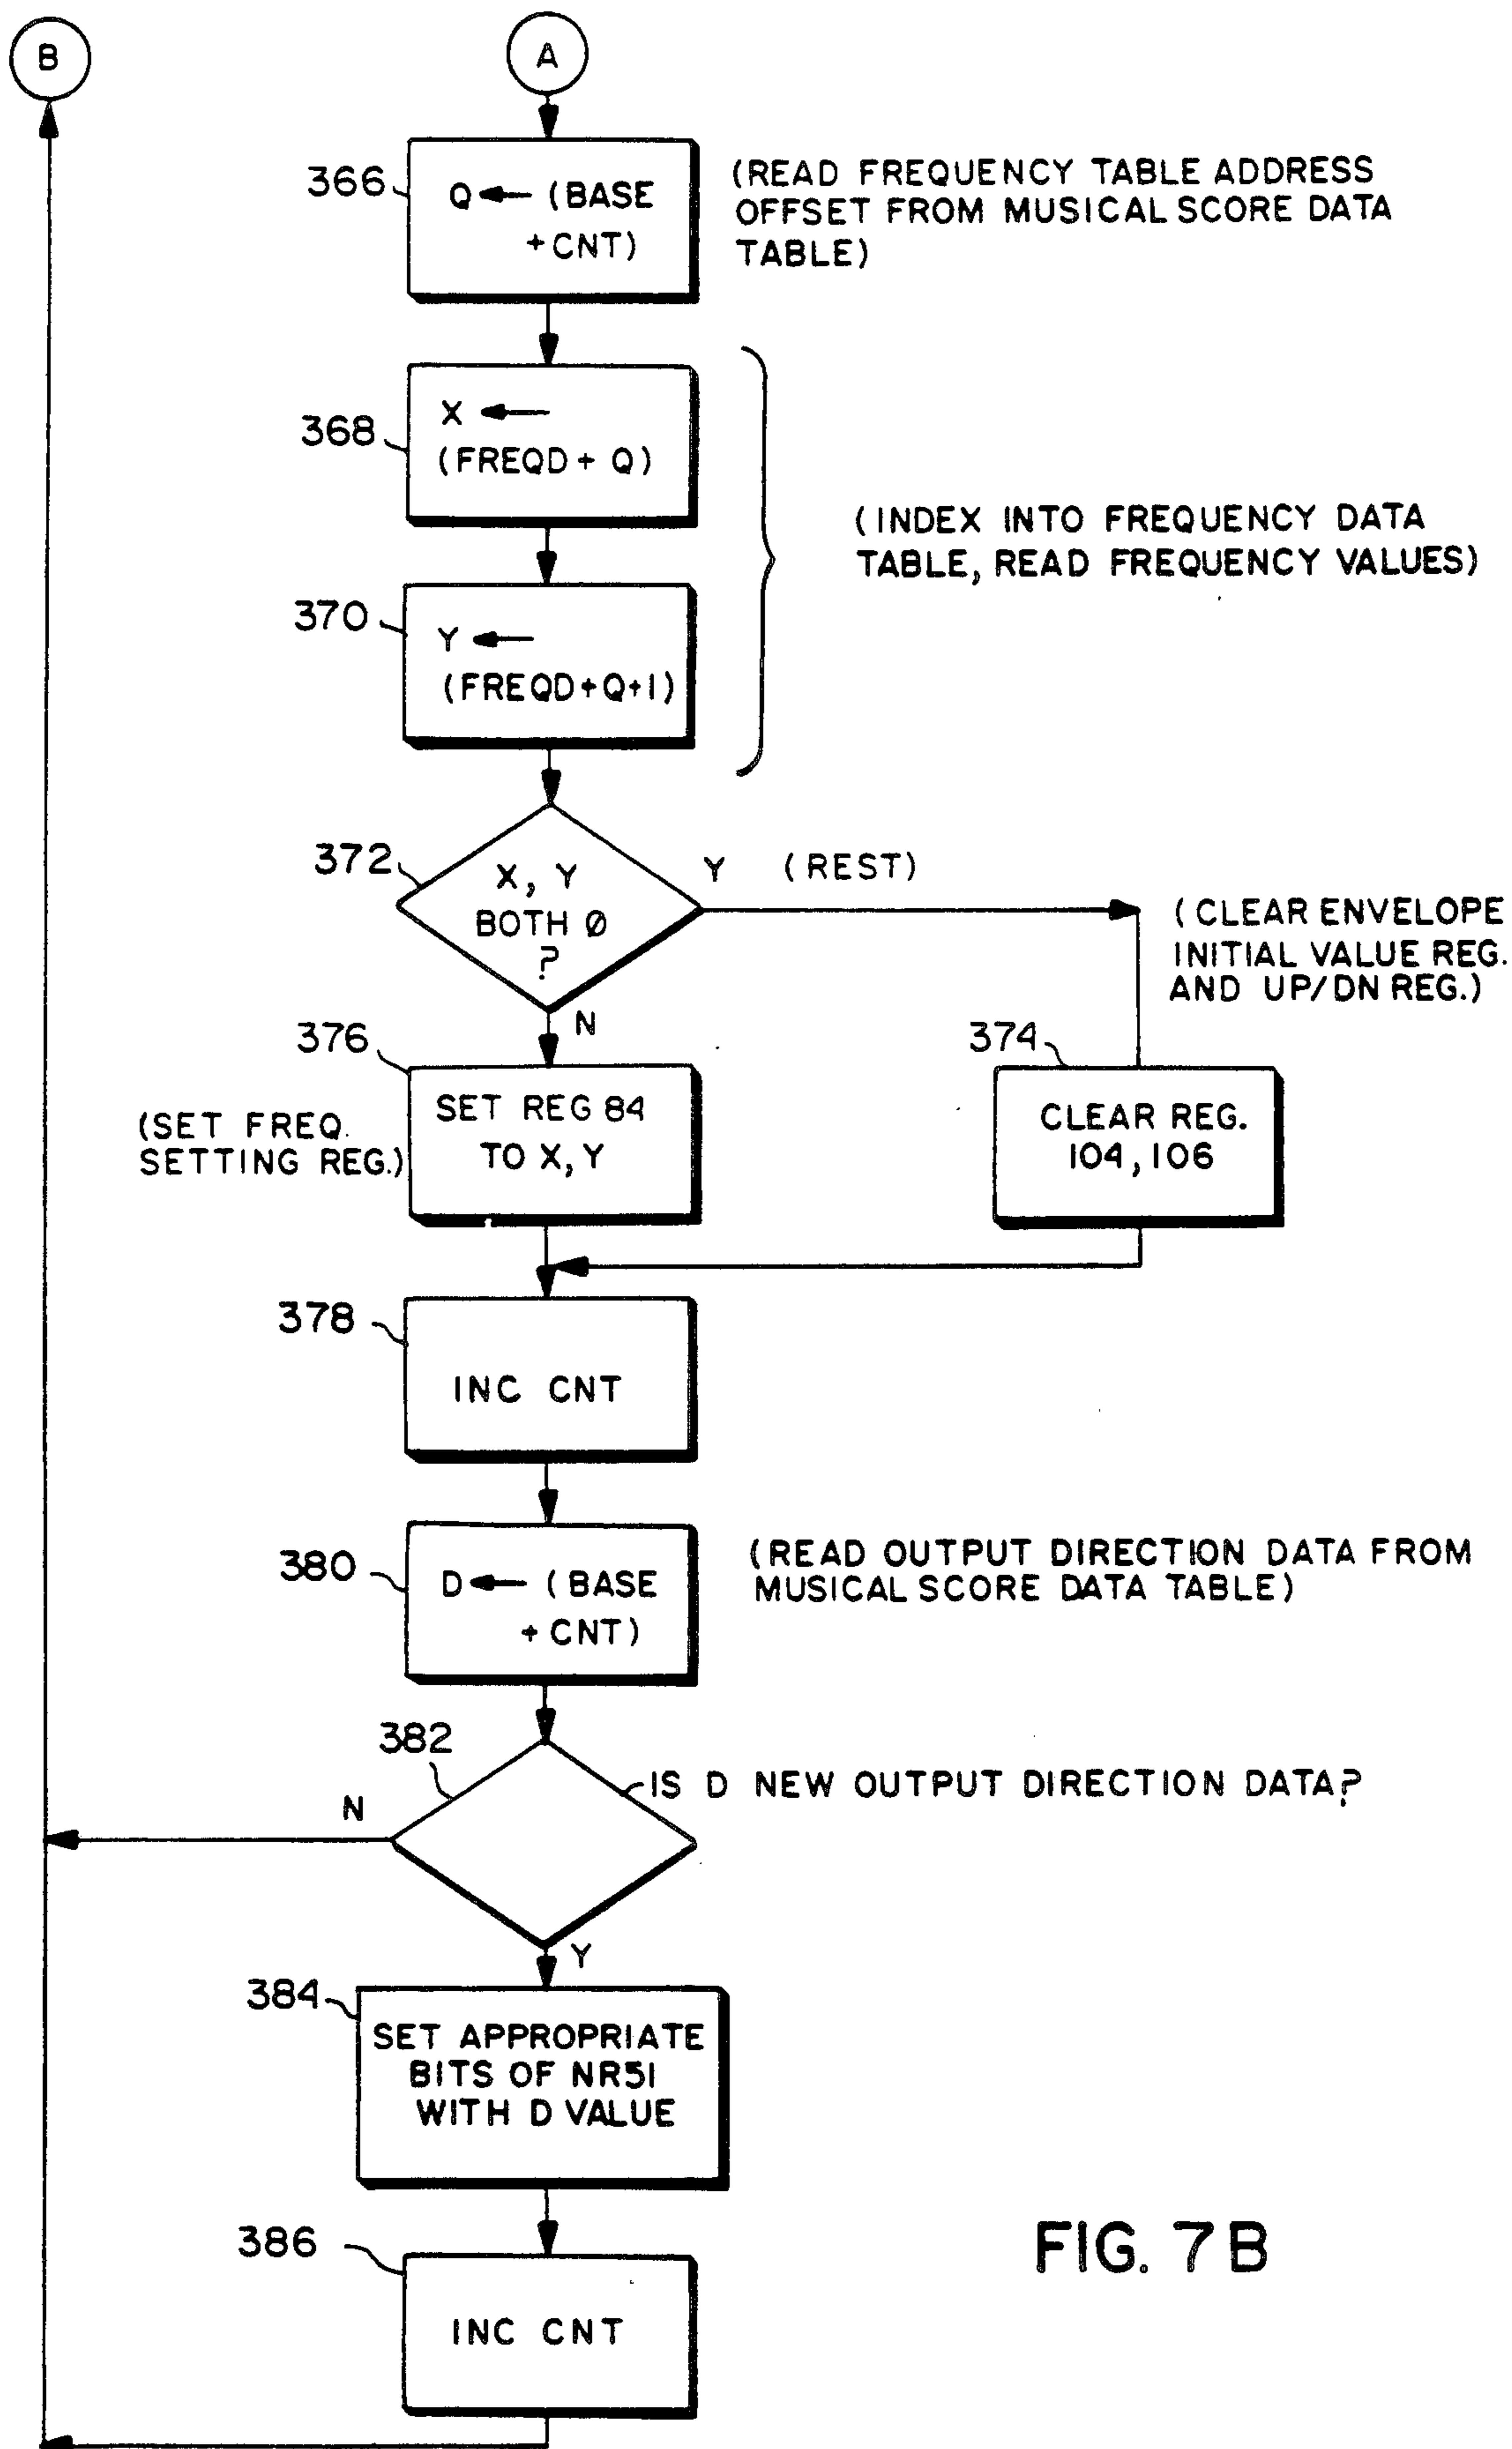 B
A
366
Q ← (BASE
+ CNT)
(READ FREQUENCY TABLE ADDRESS
OFFSET FROM MUSICAL SCORE DATA
TABLE)
368
X ←
(FREQD + Q)
(INDEX INTO FREQUENCY DATA
TABLE, READ FREQUENCY VALUES)
370
Y ←
(FREQD+Q+1)
372
X, Y
BOTH 0
?
Y (REST)
(CLEAR ENVELOPE
INITIAL VALUE REG.
AND UP/DN REG.)
N
376
(SET FREQ.
SETTING REG.)
SET REG 84
TO X, Y
374
CLEAR REG.
104, 106
378
INC CNT
380
D ← (BASE
+ CNT)
(READ OUTPUT DIRECTION DATA FROM
MUSICAL SCORE DATA TABLE)
382
IS D NEW OUTPUT DIRECTION DATA?
N
Y
384
SET APPROPRIATE
BITS OF NR51
WITH D VALUE
386
INC CNT
FIG. 7B